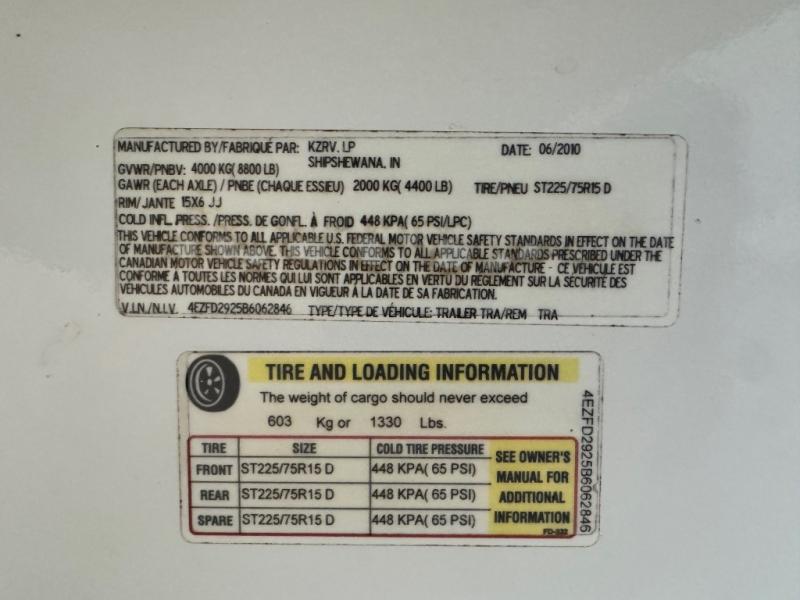 MANUFACTURED BY/FABRIQUÉ PAR: KZRV, LP DATE: 06/2010
SHIPSHEWANA, IN
GVWR/PNBV: 4000 KG( 8800 LB)
GAWR (EACH AXLE) / PNBE (CHAQUE ESSIEU) 2000 KG( 4400 LB) TIRE/PNEU ST225/75R15 D
RIM/JANTE 15X6 JJ
COLD INFL. PRESS. /PRESS. DE GONFL. À FROID 448 KPA( 65 PSI/LPC)
THIS VEHICLE CONFORMS TO ALL APPLICABLE U.S. FEDERAL MOTOR VEHICLE SAFETY STANDARDS IN EFFECT ON THE DATE
OF MANUFACTURE SHOWN ABOVE. THIS VEHICLE CONFORMS TO ALL APPLICABLE STANDARDS PRESCRIBED UNDER THE
CANADIAN MOTOR VEHICLE SAFETY REGULATIONS IN EFFECT ON THE DATE OF MANUFACTURE - CE VÉHICULE EST
CONFORME À TOUTES LES NORMES QUI LUI SONT APPLICABLES EN VERTU DU RÈGLEMENT SUR LA SÉCURITÉ DES
VÉHICULES AUTOMOBILES DU CANADA EN VIGUEUR À LA DATE DE SA FABRICATION.
V.I.N./N.I.V. 4EZFD2925B6062846 TYPE/TYPE DE VÉHICULE: TRAILER TRA/REM TRA
TIRE AND LOADING INFORMATION
The weight of cargo should never exceed
603 Kg or 1330 Lbs.
TIRE SIZE COLD TIRE PRESSURE
FRONT ST225/75R15 D 448 KPA( 65 PSI)
REAR ST225/75R15 D 448 KPA( 65 PSI)
SPARE ST225/75R15 D 448 KPA( 65 PSI)
SEE OWNER'S
MANUAL FOR
ADDITIONAL
INFORMATION
FD-332
4EZFD2925B6062846